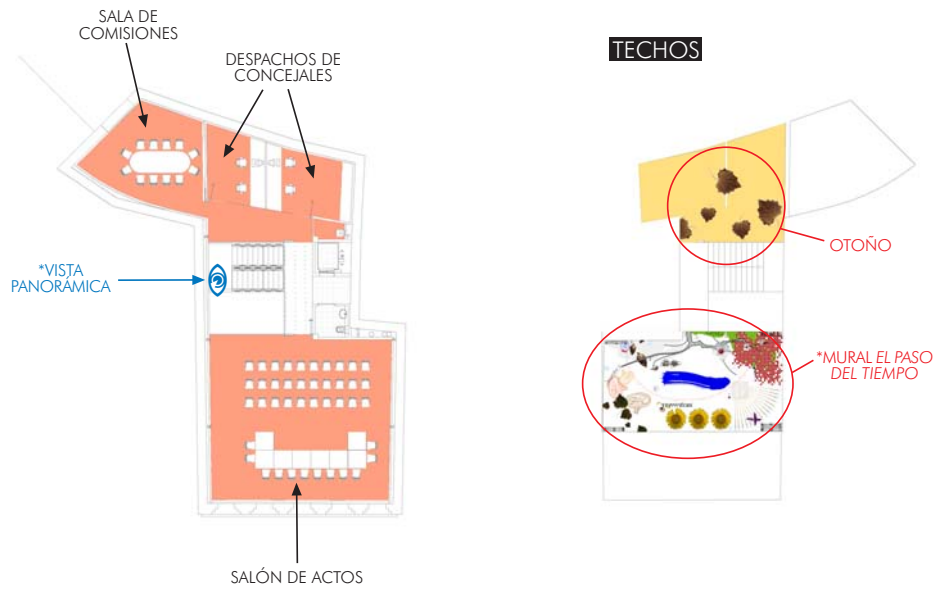 SALA DE
COMISIONES
DESPACHOS DE
CONCEJALES
*VISTA
PANORÁMICA
SALÓN DE ACTOS
TECHOS
OTOÑO
*MURAL EL PASO
DEL TIEMPO